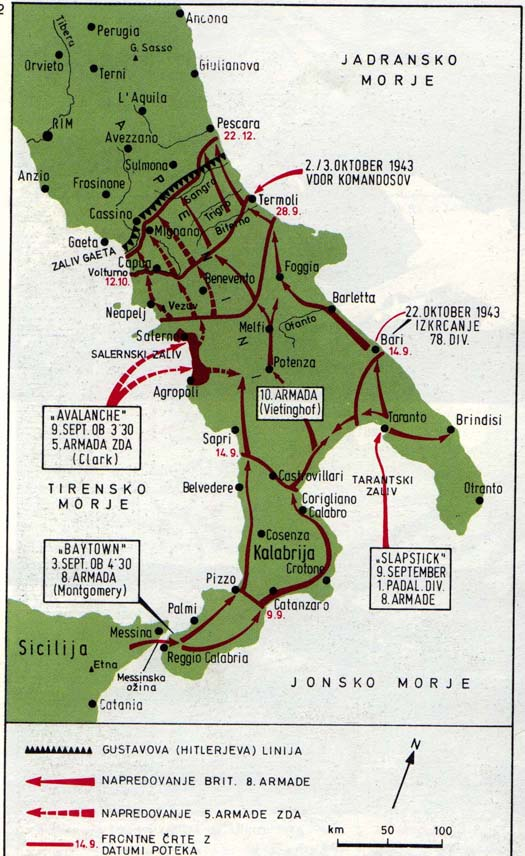 2
Ancona
Perugia
Tibera
G. Sasso
Orvieto
Terni
Giulianova
JADRANSKO
MORJE
L'Aquila
RIM
Pescara
22.12.
Avezzano
Sulmona
2./3. OKTOBER 1943
VDOR KOMANDOSOV
Anzio
Frosinone
Sangro
Trigno
Termoli
28.9.
Cassino
Biferno
Mignano
Gaeta
ZALIV GAETA
Capua
Volturno
12.10.
Foggia
Benevento
Neapelj
Vezuv
Barletta
22. OKTOBER 1943
IZKRCANJE
78. DIV.
Ofanto
Melfi
Bari
14.9.
Salerno
SALERNSKI ZALIV
Potenza
Agropoli
10. ARMADA
(Vietinghof)
„AVALANCHE"
9. SEPT. OB 3'30
5. ARMADA ZDA
(Clark)
Taranto
Brindisi
Sapri
14.9.
Castrovillari
TARANTSKI
ZALIV
TIRENSKO
MORJE
Belvedere
Corigliano
Calabro
Otranto
Cosenza
Kalabrija
„BAYTOWN"
3. SEPT. OB 4'30
8. ARMADA
(Montgomery)
Crotone
„SLAPSTICK"
9. SEPTEMBER
1. PADAL. DIV.
8. ARMADE
Pizzo
Catanzaro
9.9.
Palmi
Messina
Sicilija
Reggio Calabria
Etna
Messinska
ožina
JONSKO MORJE
Catania
GUSTAVOVA (HITLERJEVA) LINIJA
N
NAPREDOVANJE BRIT. 8. ARMADE
NAPREDOVANJE 5. ARMADE ZDA
14.9. FRONTNE ČRTE Z
DATUMI POTEKA
km 50 100